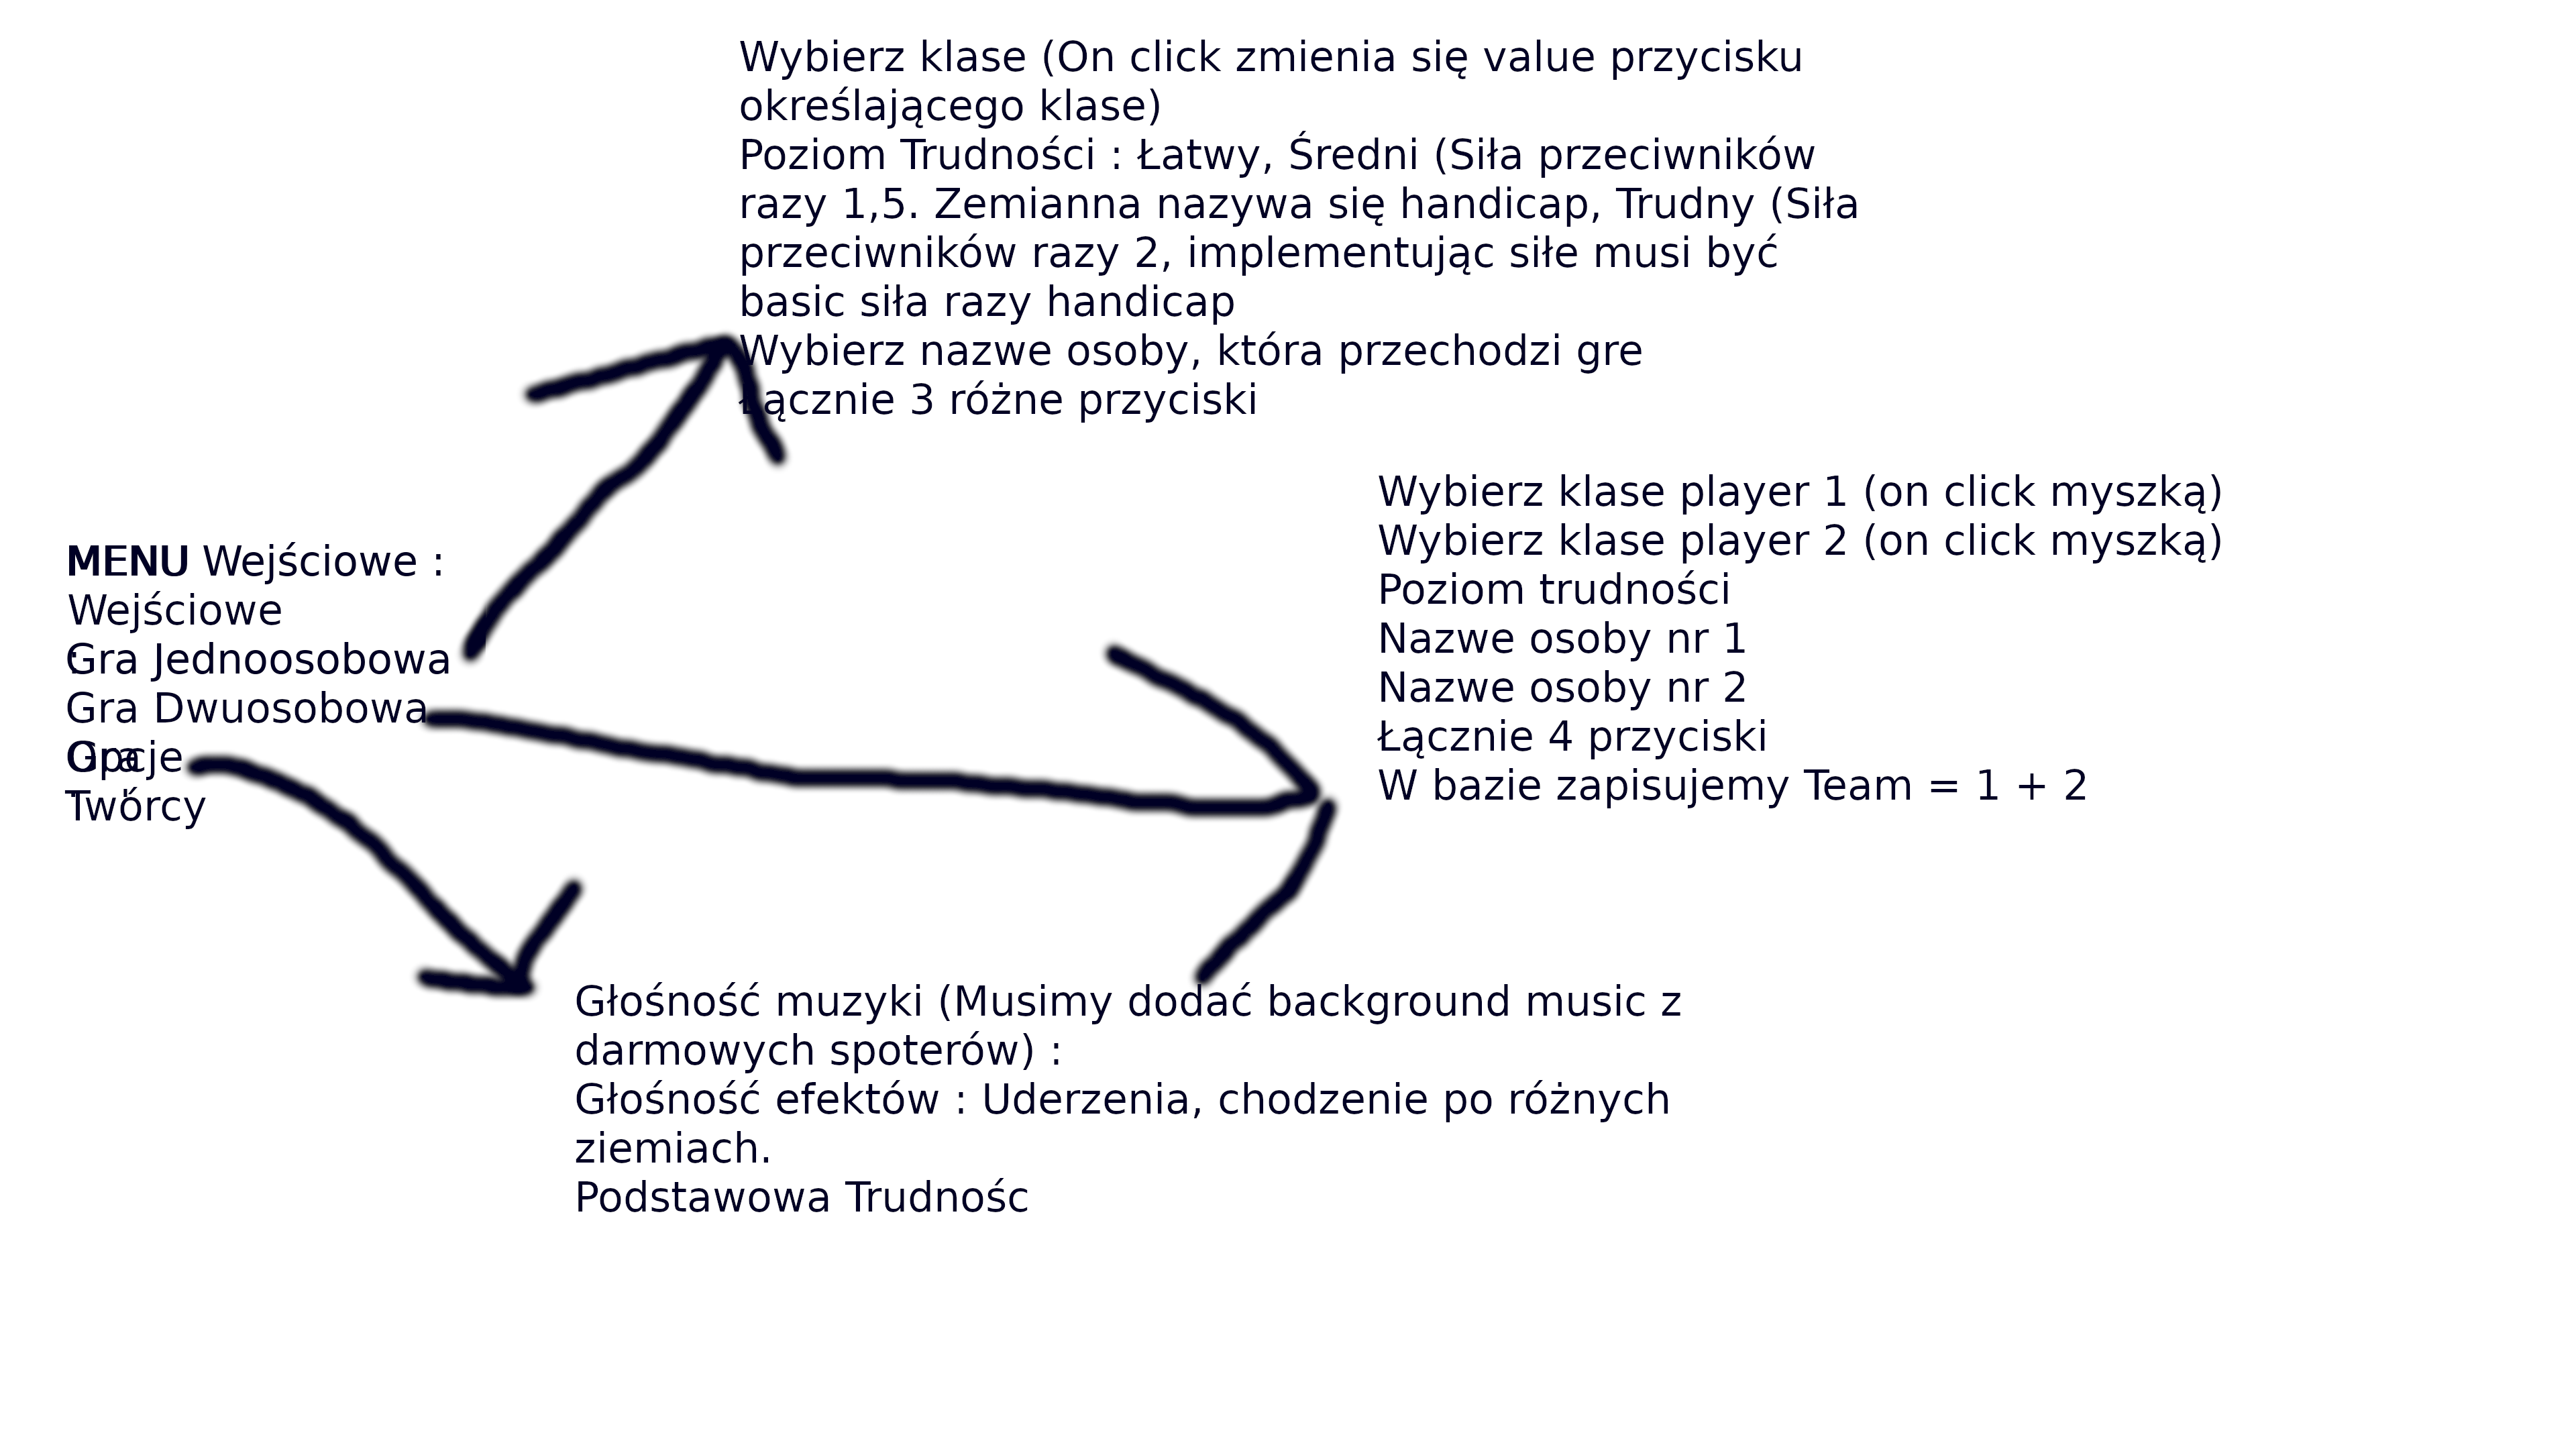 Wybierz klase (On click zmienia się value przycisku
określającego klase)
Poziom Trudności : Łatwy, Średni (Siła przeciwników
razy 1,5. Zemianna nazywa się handicap, Trudny (Siła
przeciwników razy 2, implementując siłe musi być
basic siła razy handicap
Wybierz nazwe osoby, która przechodzi gre
Łącznie 3 różne przyciski
MENU Wejściowe :
Wejściowe
Gra Jednoosobowa
Gra Dwuosobowa
Opcje
Twórcy
Wybierz klase player 1 (on click myszką)
Wybierz klase player 2 (on click myszką)
Poziom trudności
Nazwe osoby nr 1
Nazwe osoby nr 2
Łącznie 4 przyciski
W bazie zapisujemy Team = 1 + 2
Głośność muzyki (Musimy dodać background music z
darmowych spoterów) :
Głośność efektów : Uderzenia, chodzenie po różnych
ziemiach.
Podstawowa Trudnośc